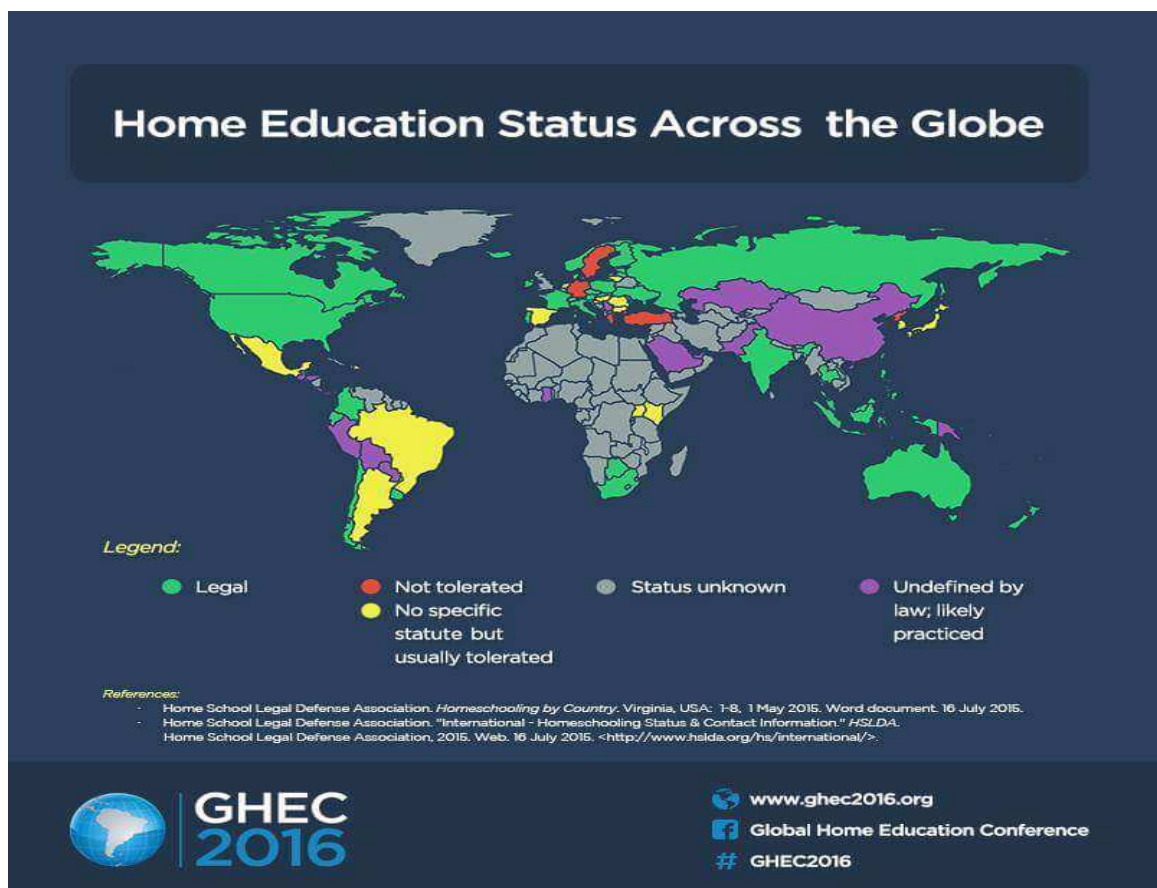 Home Education Status Across the Globe
Legend:
Legal
Not tolerated
No specific
statute but
usually tolerated
Status unknown
Undefined by
law; likely
practiced
References:
- Home School Legal Defense Association. Homeschooling by Country. Virginia, USA: 1-8, 1 May 2015. Word document. 16 July 2015.
- Home School Legal Defense Association. "International - Homeschooling Status & Contact Information." HSLDA.
Home School Legal Defense Association, 2015. Web. 16 July 2015. <http://www.hslda.org/hs/international/>.
GHEC
2016
www.ghec2016.org
Global Home Education Conference
# GHEC2016